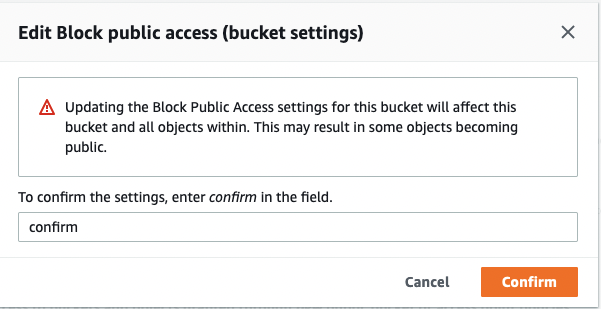 Edit Block public access (bucket settings)
Updating the Block Public Access settings for this bucket will affect this
bucket and all objects within. This may result in some objects becoming
public.
To confirm the settings, enter confirm in the field.
confirm
Cancel
Confirm